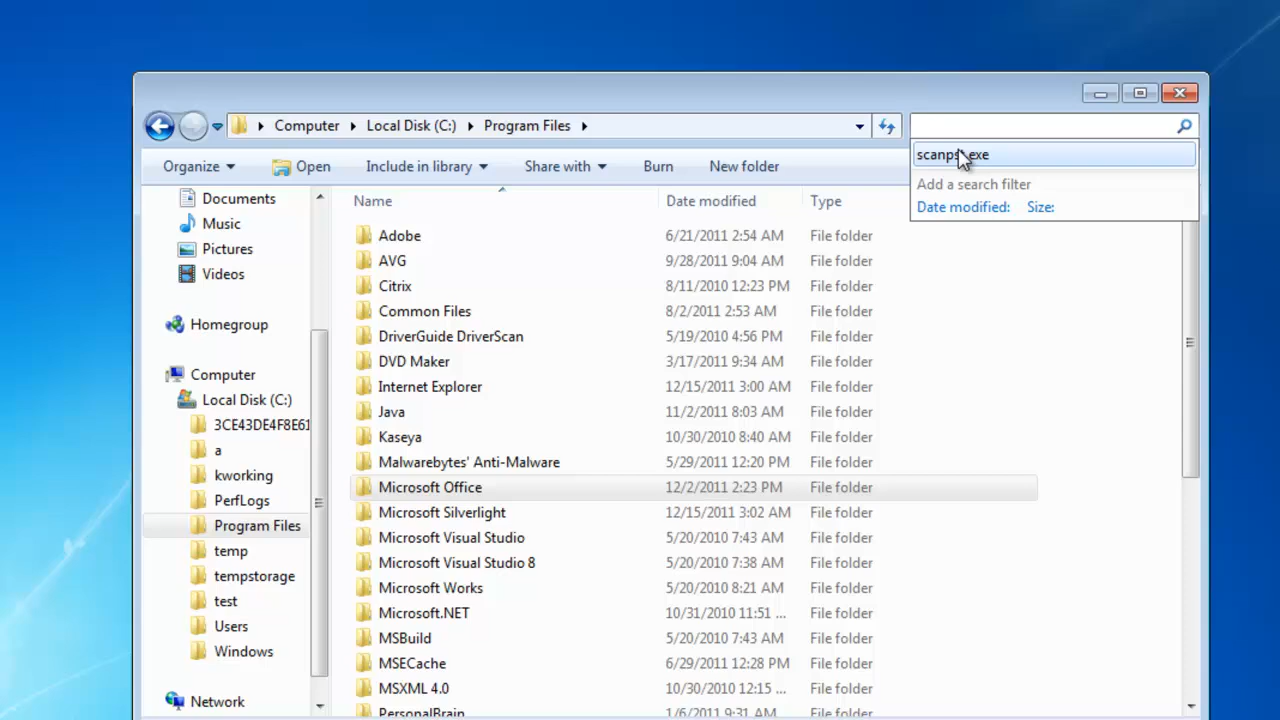 Computer Local Disk (C:) Program Files
scanpst.exe
Add a search filter
Date modified: Size:
Organize Open Include in library Share with Burn New folder
Documents
Music
Pictures
Videos
Homegroup
Computer
Local Disk (C:)
3CE43DE4F8E61
a
kworking
PerfLogs
Program Files
temp
tempstorage
test
Users
Windows
Network
Name Date modified Type
Adobe 6/21/2011 2:54 AM File folder
AVG 9/28/2011 9:04 AM File folder
Citrix 8/11/2010 12:23 PM File folder
Common Files 8/2/2011 2:53 AM File folder
DriverGuide DriverScan 5/19/2010 4:56 PM File folder
DVD Maker 3/17/2011 9:34 AM File folder
Internet Explorer 12/15/2011 3:00 AM File folder
Java 11/2/2011 8:03 AM File folder
Kaseya 10/30/2010 8:40 AM File folder
Malwarebytes' Anti-Malware 5/29/2011 12:20 PM File folder
Microsoft Office 12/2/2011 2:23 PM File folder
Microsoft Silverlight 12/15/2011 3:02 AM File folder
Microsoft Visual Studio 5/20/2010 7:43 AM File folder
Microsoft Visual Studio 8 5/20/2010 7:38 AM File folder
Microsoft Works 5/20/2010 8:21 AM File folder
Microsoft.NET 10/31/2010 11:51 ... File folder
MSBuild 5/20/2010 7:43 AM File folder
MSECache 6/29/2011 12:28 PM File folder
MSXML 4.0 10/30/2010 12:15 ... File folder
PersonalBrain 1/6/2011 9:31 AM File folder